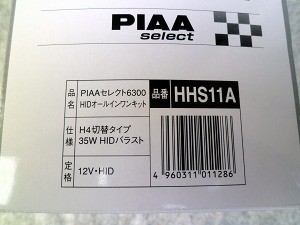 PIAA
select
品名 PIAAセレクト6300
HIDオールインワンキット
品番 HHS11A
仕様 H4切替タイプ
35W HIDバラスト
定格 12V・HID
4 960311 011286